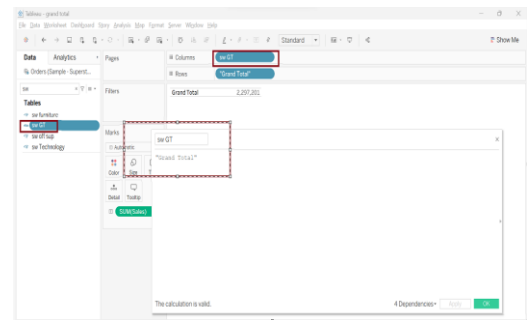 Tableau - grand total
File Data Worksheet Dashboard Story Analysis Map Format Server Window Help
Standard
Show Me
Data Analytics
Pages
Columns
sw GT
Orders (Sample - Superst...
Rows
"Grand Total"
sw
Filters
Grand Total 2,297,201
Tables
sw furniture
sw GT
sw off sup
sw Technology
Marks
Automatic
Color Size
Detail Tooltip
SUM(Sales)
sw GT
"Grand Total"
The calculation is valid.
4 Dependencies
Apply
OK